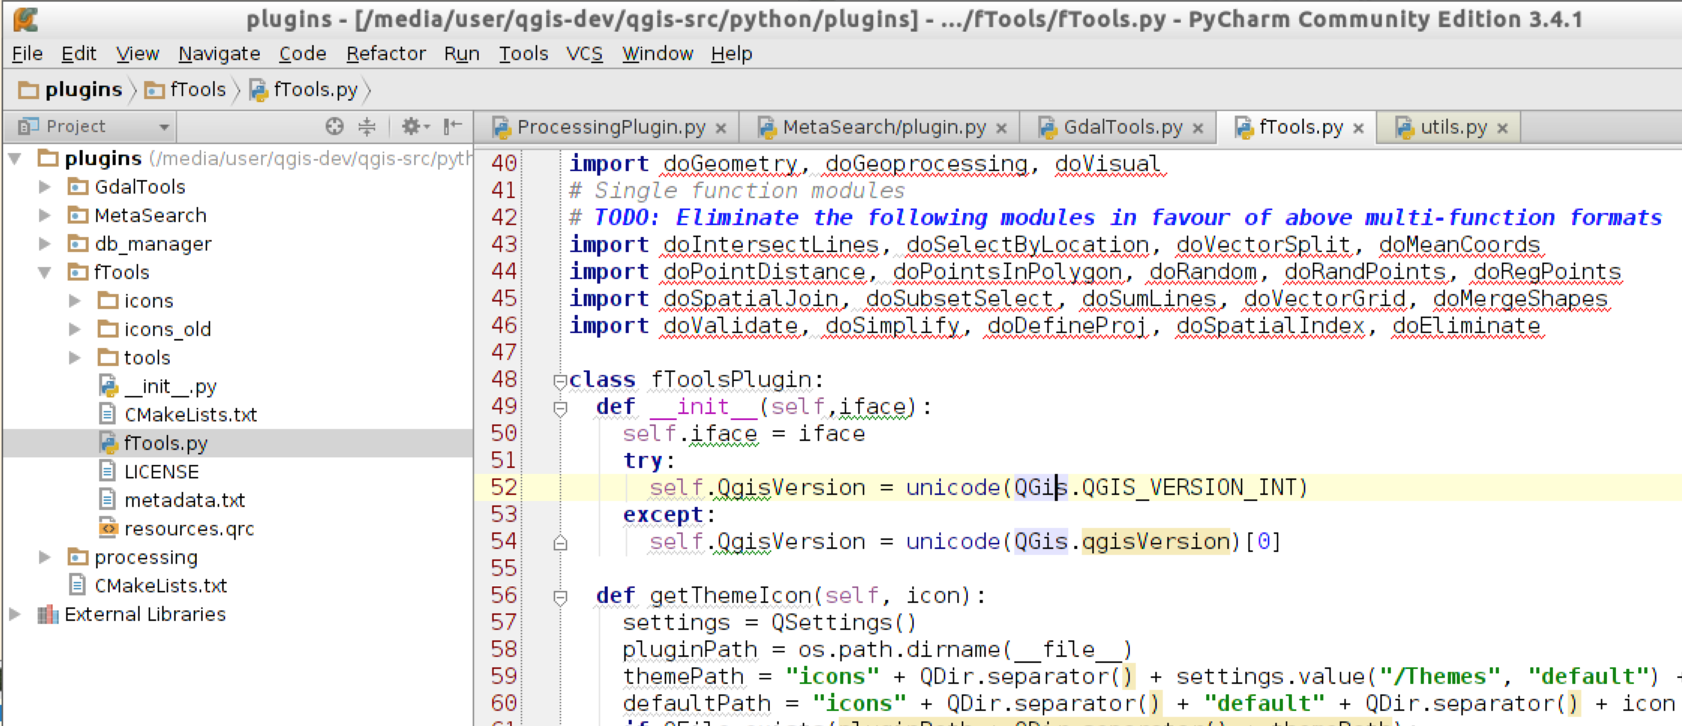 plugins - [/media/user/qgis-dev/qgis-src/python/plugins] - .../fTools/fTools.py - PyCharm Community Edition 3.4.1
File Edit View Navigate Code Refactor Run Tools VCS Window Help
plugins fTools fTools.py
Project
ProcessingPlugin.py × MetaSearch/plugin.py × GdalTools.py × fTools.py × utils.py ×
plugins (/media/user/qgis-dev/qgis-src/pyth
GdalTools
MetaSearch
db_manager
fTools
icons
icons_old
tools
__init__.py
CMakeLists.txt
fTools.py
LICENSE
metadata.txt
resources.qrc
processing
CMakeLists.txt
External Libraries
40 import doGeometry, doGeoprocessing, doVisual
41 # Single function modules
42 # TODO: Eliminate the following modules in favour of above multi-function formats
43 import doIntersectLines, doSelectByLocation, doVectorSplit, doMeanCoords
44 import doPointDistance, doPointsInPolygon, doRandom, doRandPoints, doRegPoints
45 import doSpatialJoin, doSubsetSelect, doSumLines, doVectorGrid, doMergeShapes
46 import doValidate, doSimplify, doDefineProj, doSpatialIndex, doEliminate
47
48 class fToolsPlugin:
49 def __init__(self,iface):
50 self.iface = iface
51 try:
52 self.QgisVersion = unicode(QGis.QGIS_VERSION_INT)
53 except:
54 self.QgisVersion = unicode(QGis.qgisVersion)[0]
55
56 def getThemeIcon(self, icon):
57 settings = QSettings()
58 pluginPath = os.path.dirname(__file__)
59 themePath = "icons" + QDir.separator() + settings.value("/Themes", "default") +
60 defaultPath = "icons" + QDir.separator() + "default" + QDir.separator() + icon